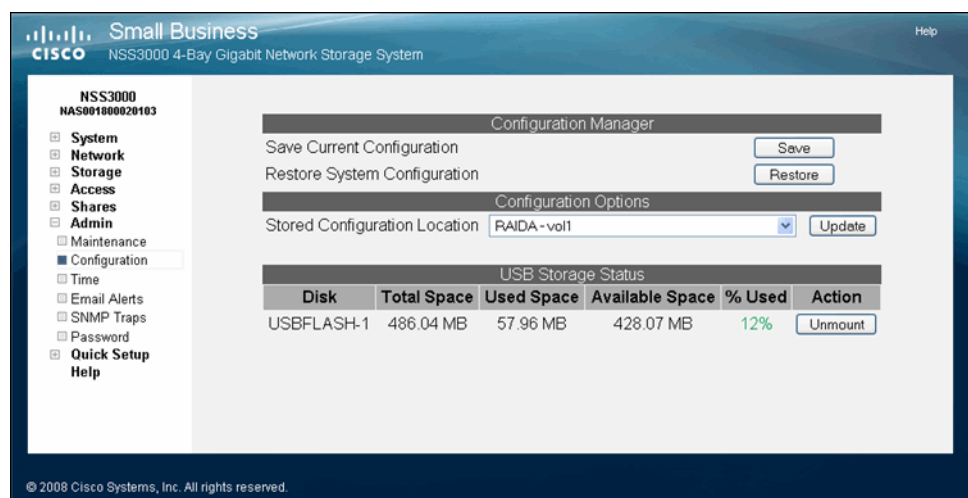 Small Business
CISCO
NSS3000 4-Bay Gigabit Network Storage System
Help
NSS3000
NAS001800020103
System
Network
Storage
Access
Shares
Admin
Maintenance
Configuration
Time
Email Alerts
SNMP Traps
Password
Quick Setup
Help
Configuration Manager
Save Current Configuration Save
Restore System Configuration Restore
Configuration Options
Stored Configuration Location RAIDA - vol1 Update
USB Storage Status
Disk Total Space Used Space Available Space % Used Action
USBFLASH-1 486.04 MB 57.96 MB 428.07 MB 12% Unmount
© 2008 Cisco Systems, Inc. All rights reserved.